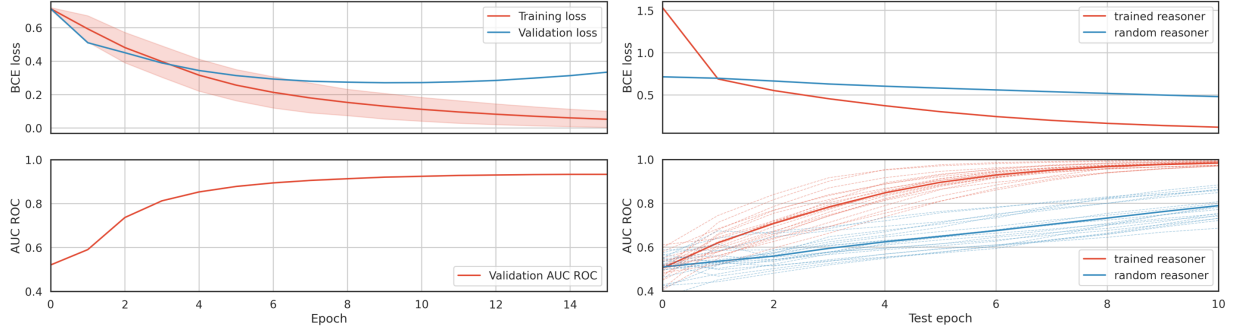 BCE loss
0.6
0.4
0.2
0.0
Training loss
Validation loss
AUC ROC
1.0
0.8
0.6
0.4
Validation AUC ROC
0 2 4 6 8 10 12 14
Epoch
BCE loss
1.5
1.0
0.5
trained reasoner
random reasoner
AUC ROC
1.0
0.8
0.6
0.4
trained reasoner
random reasoner
0 2 4 6 8 10
Test epoch